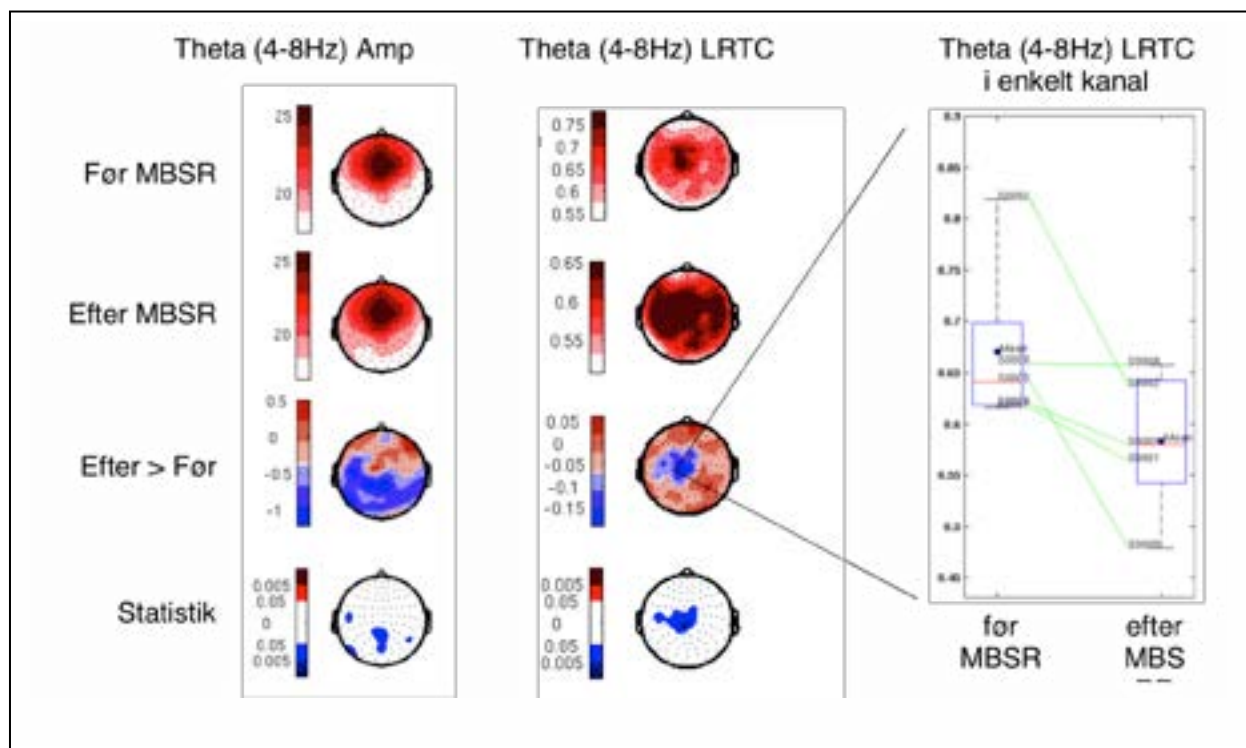 Theta (4-8Hz) Amp
Theta (4-8Hz) LRTC
Theta (4-8Hz) LRTC
i enkelt kanal
Før MBSR
25
20
0.75
0.7
0.65
0.6
0.55
Efter MBSR
25
20
0.65
0.6
0.55
Efter > Før
0.5
0
-0.5
-1
0.05
0
-0.05
-0.1
-0.15
Statistik
0.005
0.05
0
0.05
0.005
0.005
0.05
0
0.05
0.005
før
MBSR
efter
MBS